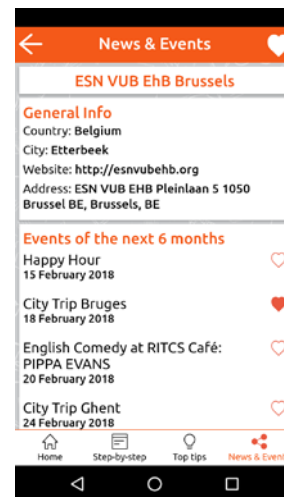 News & Events
ESN VUB EhB Brussels
General Info
Country: Belgium
City: Etterbeek
Website: http://esnvubehb.org
Address: ESN VUB EHB Pleinlaan 5 1050
Brussel BE, Brussels, BE
Events of the next 6 months
Happy Hour
15 February 2018
City Trip Bruges
18 February 2018
English Comedy at RITCS Café:
PIPPA EVANS
20 February 2018
City Trip Ghent
24 February 2018
Home Step-by-step Top tips News & Event